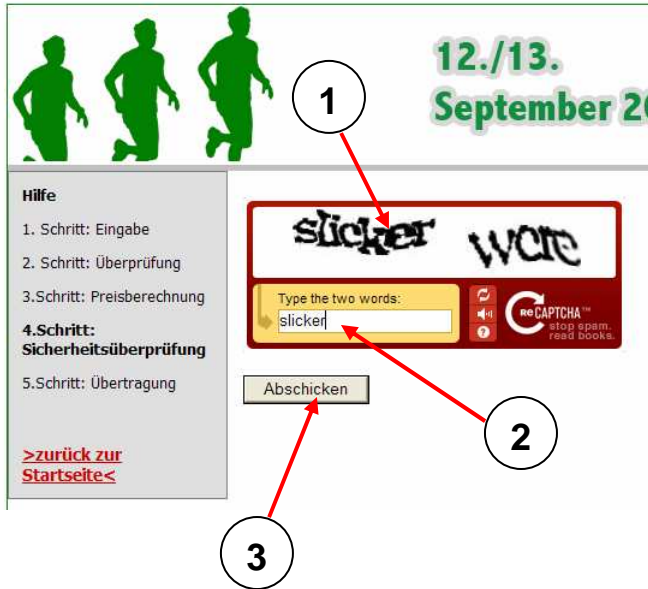 12./13.
September 20
1
Hilfe
1. Schritt: Eingabe
2. Schritt: Überprüfung
3.Schritt: Preisberechnung
4.Schritt:
Sicherheitsüberprüfung
5.Schritt: Übertragung
>zurück zur
Startseite<
slicker
Type the two words:
slicker
reCAPTCHA™
stop spam.
read books.
Abschicken
2
3